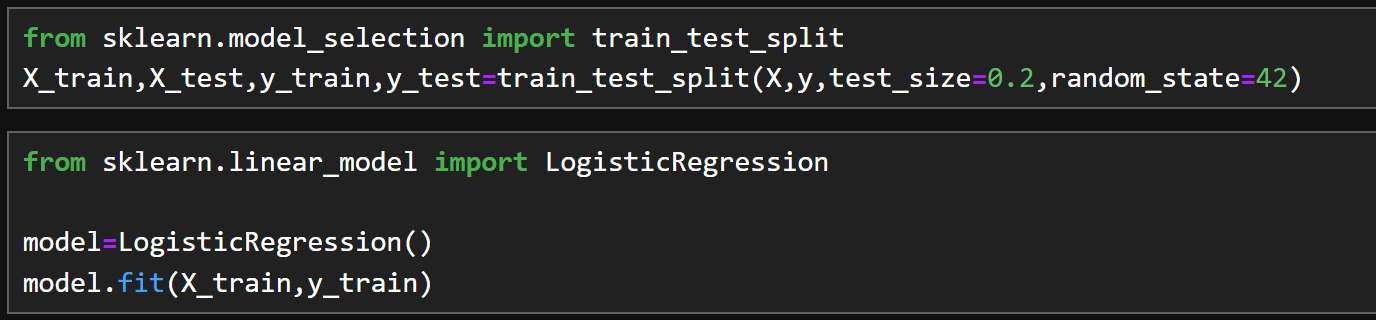 from sklearn.model_selection import train_test_split
X_train,X_test,y_train,y_test=train_test_split(X,y,test_size=0.2,random_state=42)
from sklearn.linear_model import LogisticRegression
model=LogisticRegression()
model.fit(X_train,y_train)